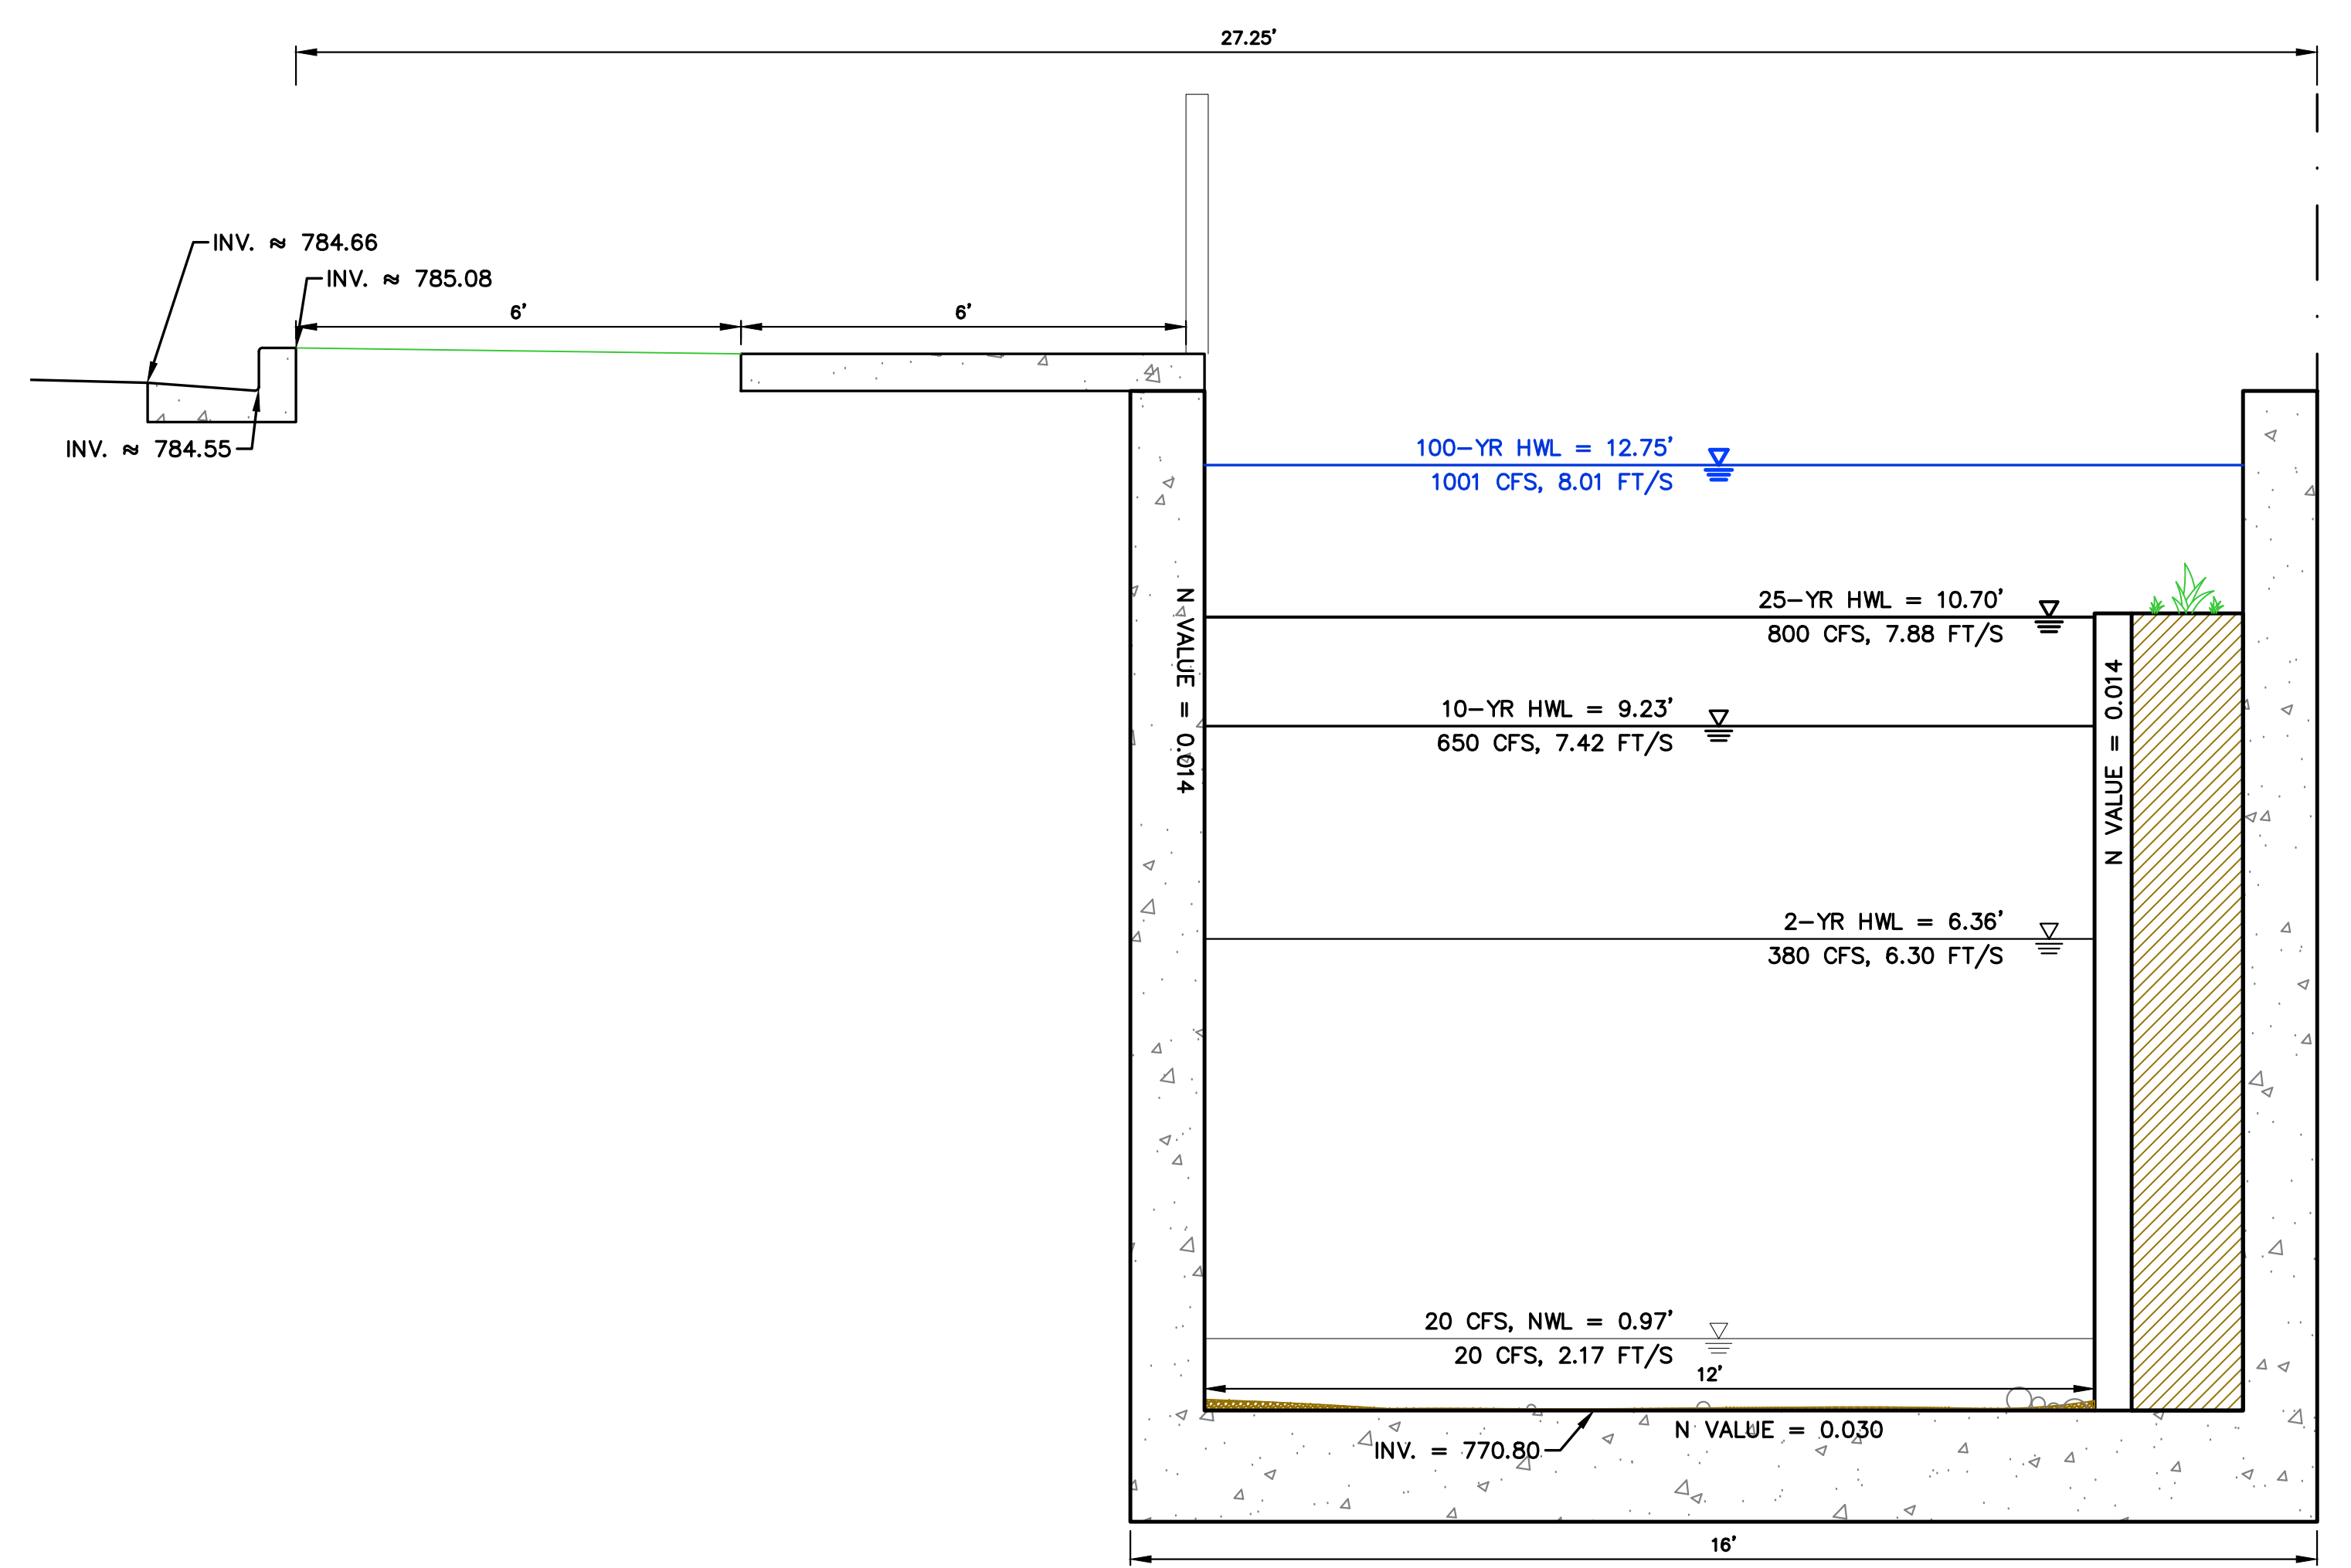 27.25'
INV. ≈ 784.66
INV. ≈ 785.08
6'
6'
INV. ≈ 784.55
100-YR HWL = 12.75'
1001 CFS, 8.01 FT/S
25-YR HWL = 10.70'
800 CFS, 7.88 FT/S
N VALUE = 0.014
N VALUE = 0.014
10-YR HWL = 9.23'
650 CFS, 7.42 FT/S
2-YR HWL = 6.36'
380 CFS, 6.30 FT/S
20 CFS, NWL = 0.97'
20 CFS, 2.17 FT/S
12'
N VALUE = 0.030
INV. = 770.80
16'